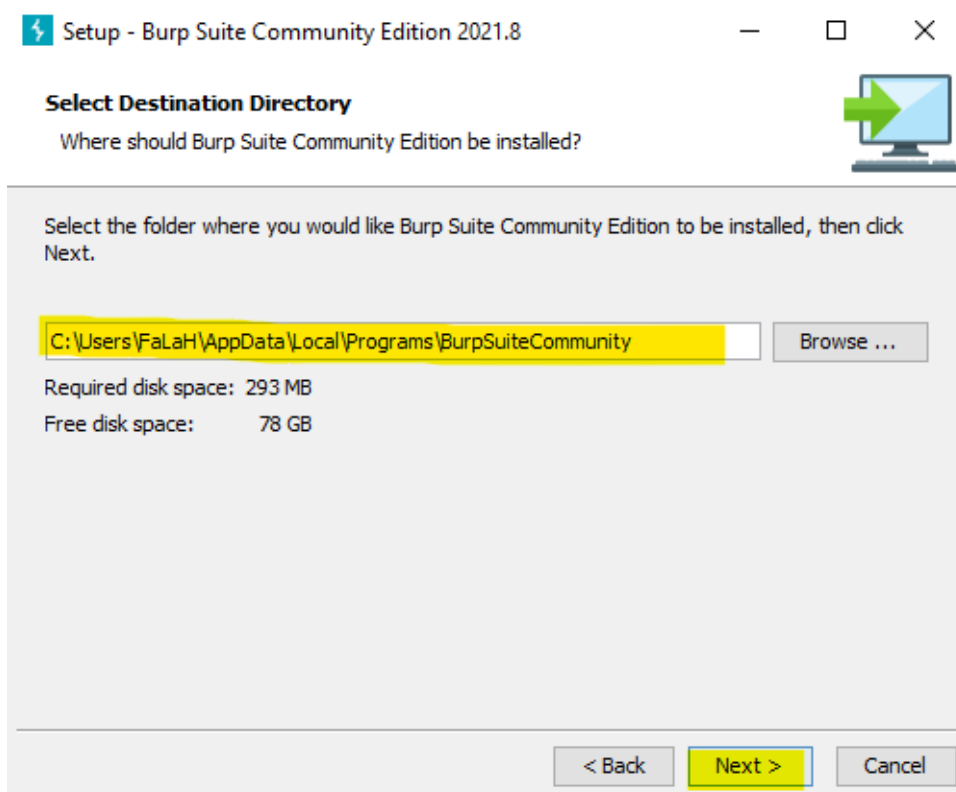 Setup - Burp Suite Community Edition 2021.8
Select Destination Directory
Where should Burp Suite Community Edition be installed?
Select the folder where you would like Burp Suite Community Edition to be installed, then click
Next.
C:\Users\FaLaH\AppData\Local\Programs\BurpSuiteCommunity
Browse ...
Required disk space: 293 MB
Free disk space: 78 GB
< Back
Next >
Cancel